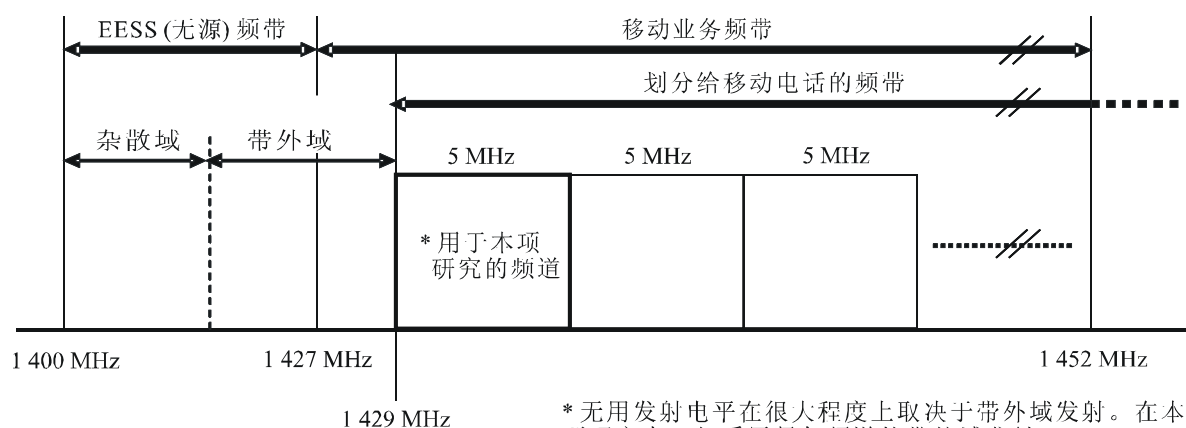 EESS (无源) 频带
移动业务频带
划分给移动电话的频带
杂散域
带外域
5 MHz
5 MHz
5 MHz
* 用于木项
研究的频道
1 400 MHz
1 427 MHz
1 452 MHz
1 429 MHz
* 无用发射电平在很大程度上取决于带外域发射。在本